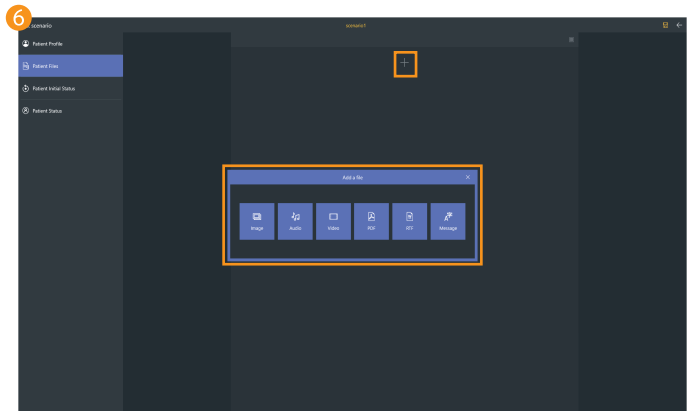 6
scenario
scenario1
Patient Profile
Patient Files
Patient Initial Status
Patient Status
Add a file
Image
Audio
Video
PDF
RTF
Message